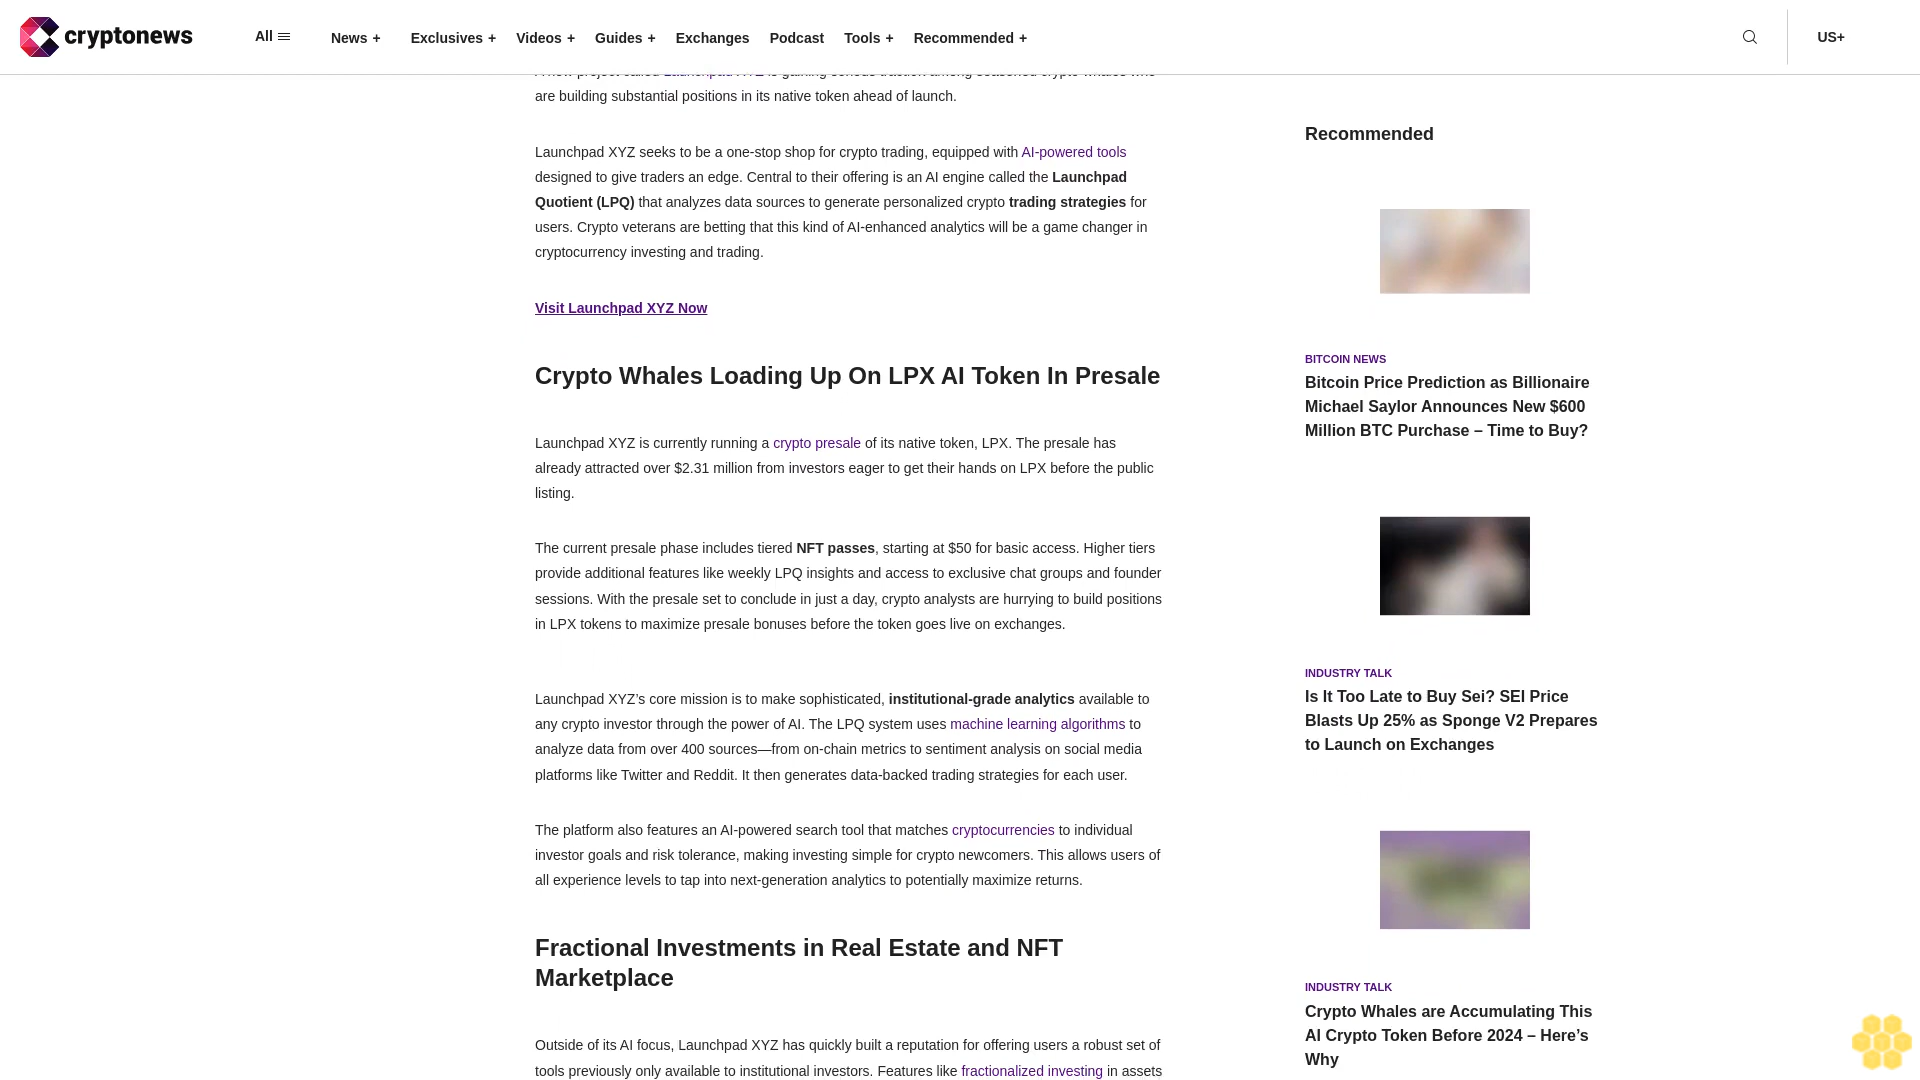 cryptonews
All
News +
Exclusives +
Videos +
Guides +
Exchanges
Podcast
Tools +
Recommended +
US+
are building substantial positions in its native token ahead of launch.
Launchpad XYZ seeks to be a one-stop shop for crypto trading, equipped with AI-powered tools
designed to give traders an edge. Central to their offering is an AI engine called the Launchpad
Quotient (LPQ) that analyzes data sources to generate personalized crypto trading strategies for
users. Crypto veterans are betting that this kind of AI-enhanced analytics will be a game changer in
cryptocurrency investing and trading.
Visit Launchpad XYZ Now
Crypto Whales Loading Up On LPX AI Token In Presale
Launchpad XYZ is currently running a crypto presale of its native token, LPX. The presale has
already attracted over $2.31 million from investors eager to get their hands on LPX before the public
listing.
The current presale phase includes tiered NFT passes, starting at $50 for basic access. Higher tiers
provide additional features like weekly LPQ insights and access to exclusive chat groups and founder
sessions. With the presale set to conclude in just a day, crypto analysts are hurrying to build positions
in LPX tokens to maximize presale bonuses before the token goes live on exchanges.
Launchpad XYZ’s core mission is to make sophisticated, institutional-grade analytics available to
any crypto investor through the power of AI. The LPQ system uses machine learning algorithms to
analyze data from over 400 sources—from on-chain metrics to sentiment analysis on social media
platforms like Twitter and Reddit. It then generates data-backed trading strategies for each user.
The platform also features an AI-powered search tool that matches cryptocurrencies to individual
investor goals and risk tolerance, making investing simple for crypto newcomers. This allows users of
all experience levels to tap into next-generation analytics to potentially maximize returns.
Fractional Investments in Real Estate and NFT
Marketplace
Outside of its AI focus, Launchpad XYZ has quickly built a reputation for offering users a robust set of
tools previously only available to institutional investors. Features like fractionalized investing in assets
Recommended
BITCOIN NEWS
Bitcoin Price Prediction as Billionaire
Michael Saylor Announces New $600
Million BTC Purchase – Time to Buy?
INDUSTRY TALK
Is It Too Late to Buy Sei? SEI Price
Blasts Up 25% as Sponge V2 Prepares
to Launch on Exchanges
INDUSTRY TALK
Crypto Whales are Accumulating This
AI Crypto Token Before 2024 – Here’s
Why